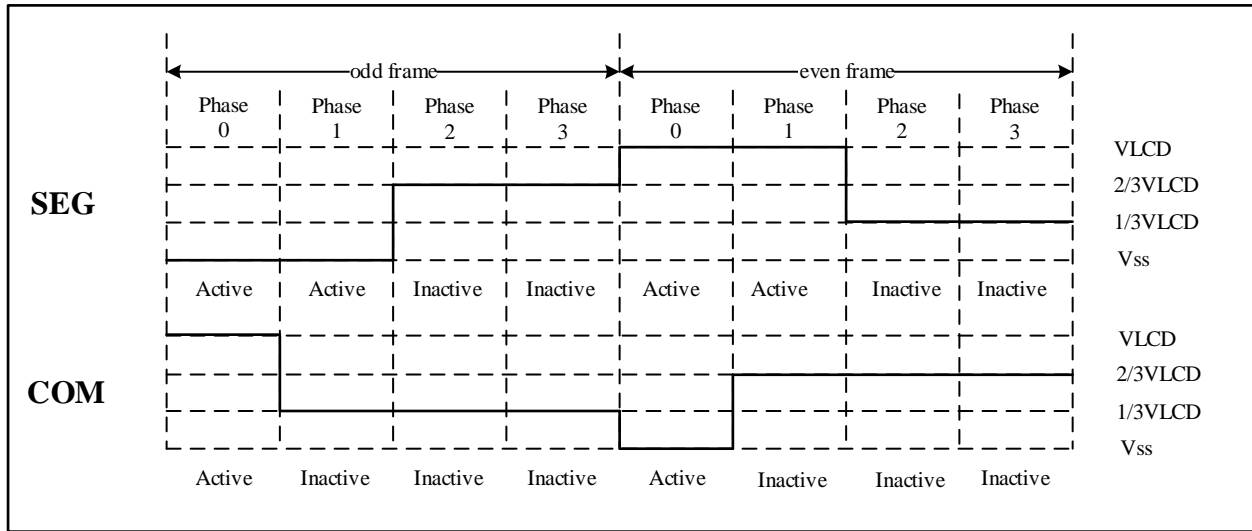 odd frame even frame
Phase Phase Phase Phase Phase Phase Phase Phase
0 1 2 3 0 1 2 3
VLCD
2/3VLCD
SEG
1/3VLCD
Vss
Active Active Inactive Inactive Active Active Inactive Inactive
VLCD
2/3VLCD
COM
1/3VLCD
Vss
Active Inactive Inactive Inactive Active Inactive Inactive Inactive